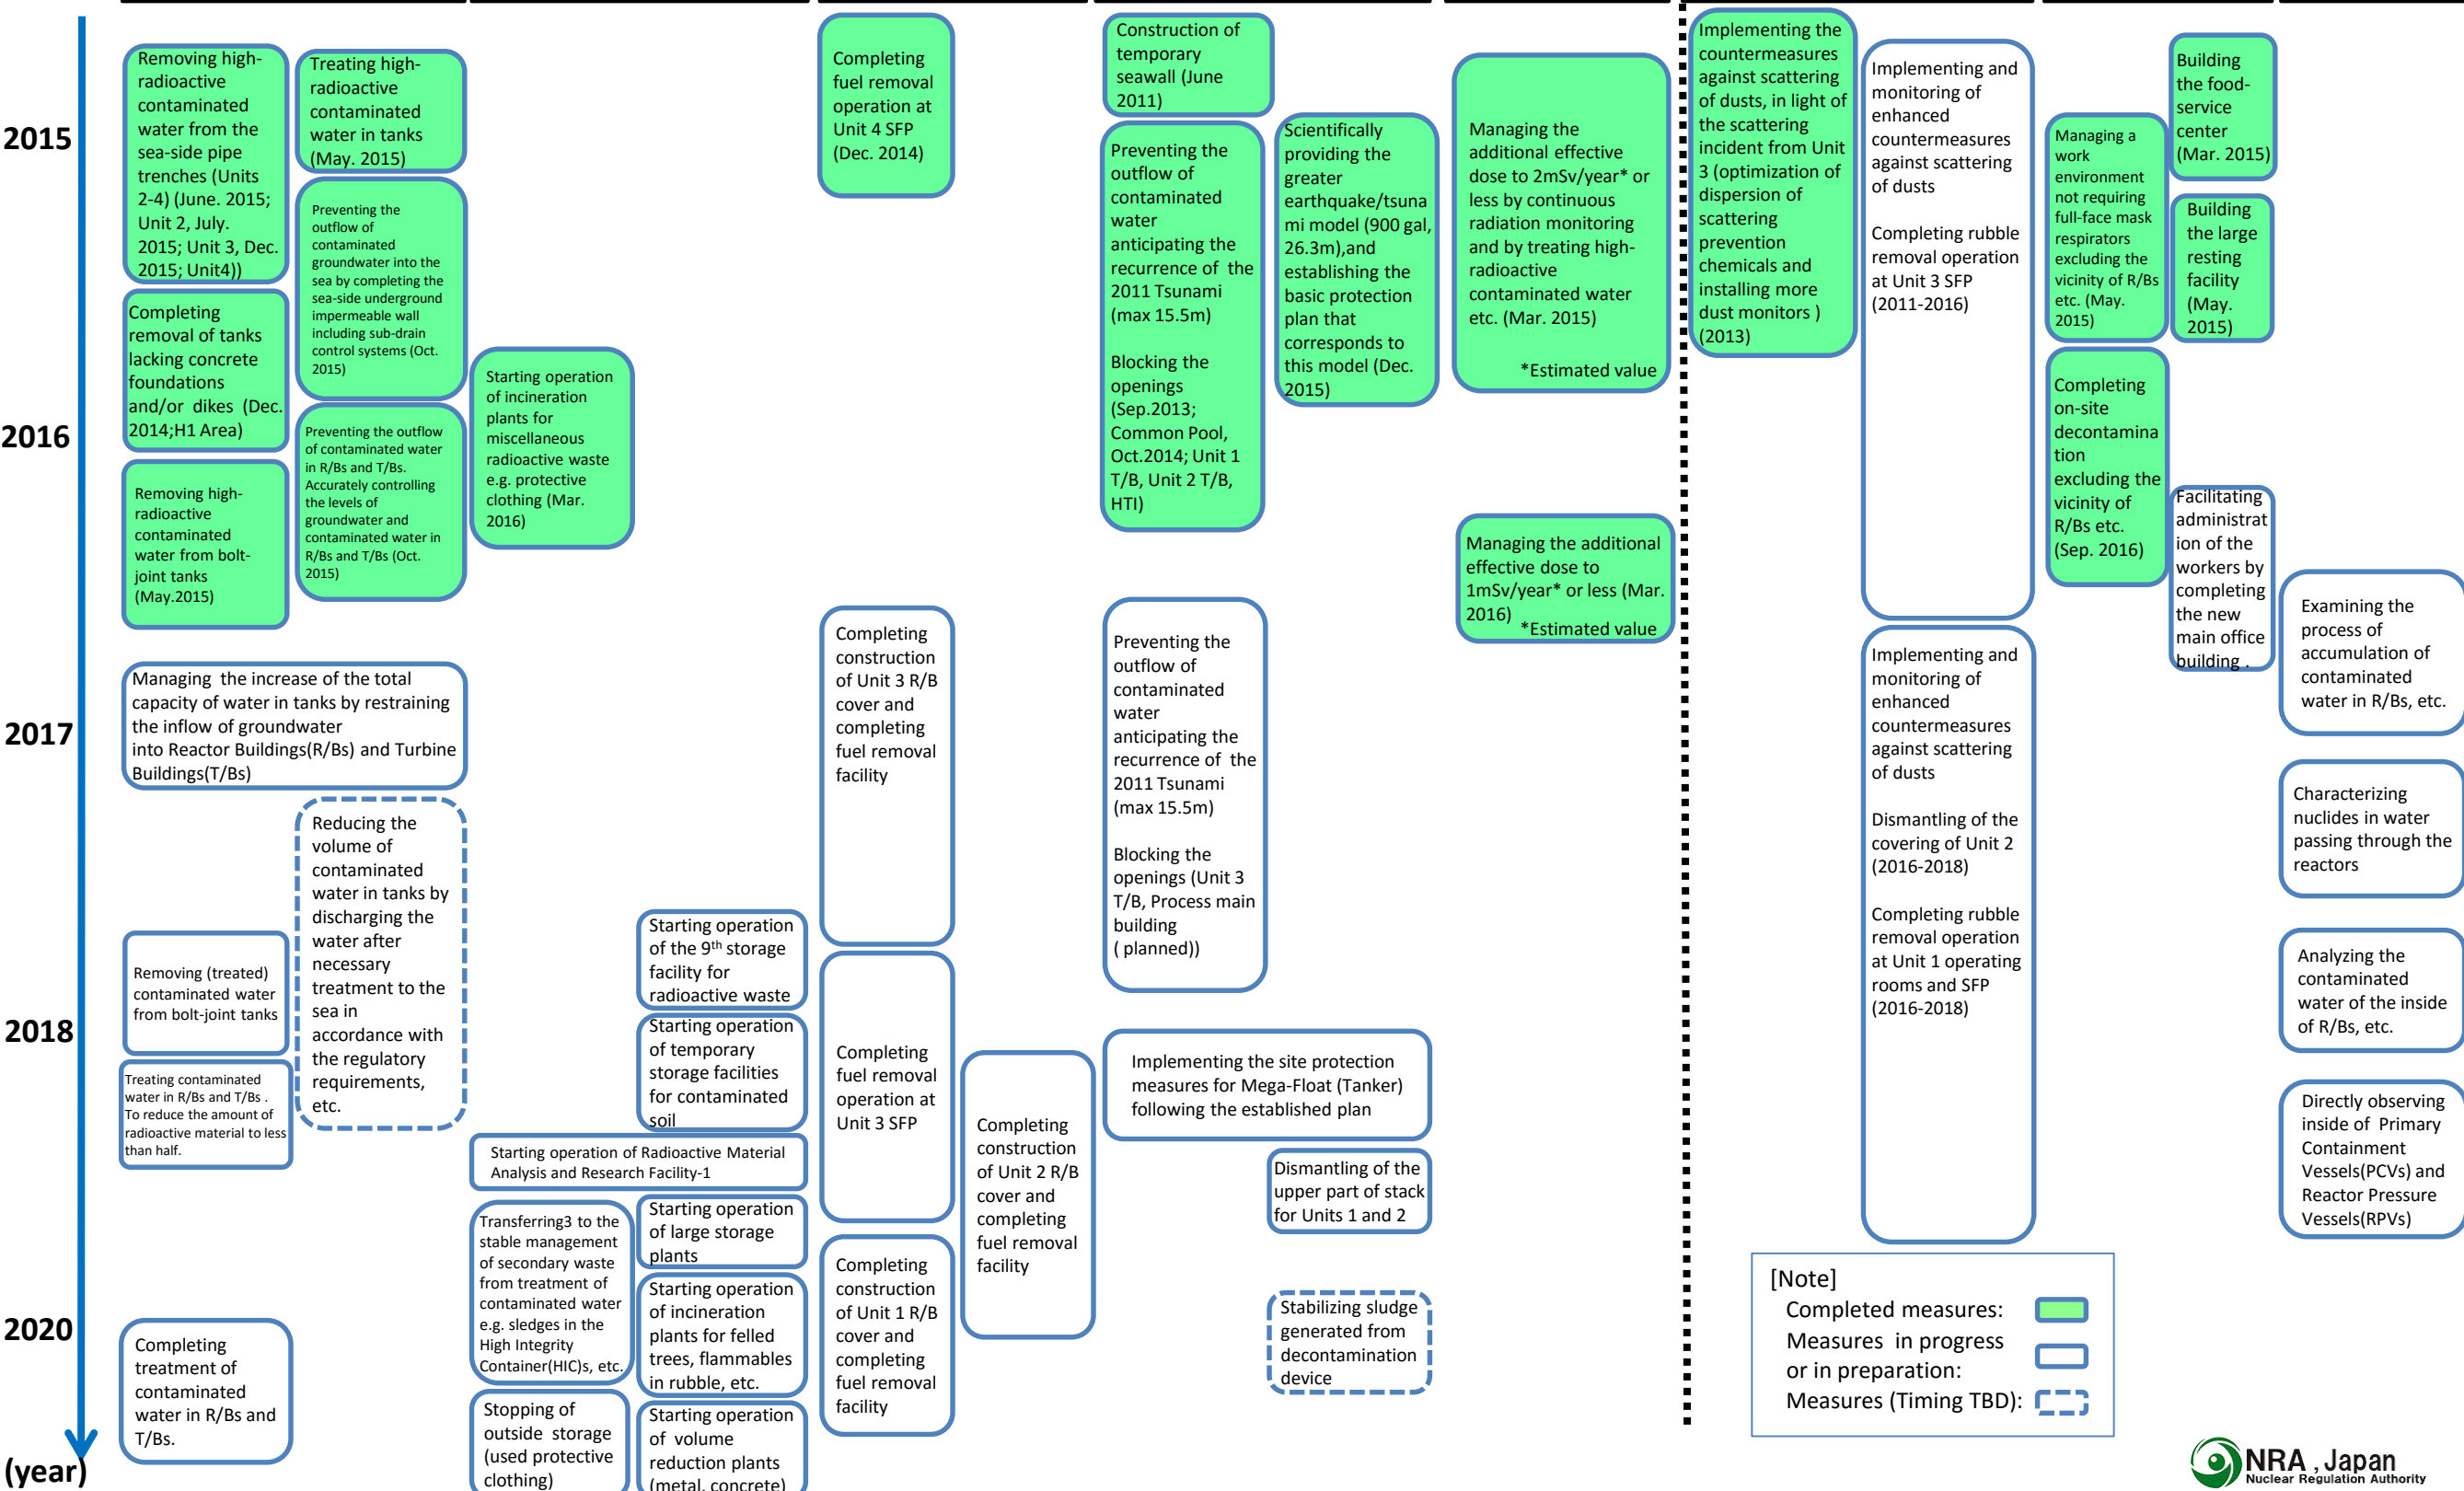 2015
2016
2017
2018
2020
(year)
Removing high-
radioactive
contaminated
water from the
sea-side pipe
trenches (Units
2-4) (June. 2015;
Unit 2, July.
2015; Unit 3, Dec.
2015; Unit4))
Completing
removal of tanks
lacking concrete
foundations
and/or dikes (Dec.
2014;H1 Area)
Removing high-
radioactive
contaminated
water from bolt-
joint tanks
(May.2015)
Treating high-
radioactive
contaminated
water in tanks
(May. 2015)
Preventing the
outflow of
contaminated
groundwater into the
sea by completing the
sea-side underground
impermeable wall
including sub-drain
control systems (Oct.
2015)
Preventing the outflow
of contaminated water
in R/Bs and T/Bs.
Accurately controlling
the levels of
groundwater and
contaminated water in
R/Bs and T/Bs (Oct.
2015)
Managing the increase of the total
capacity of water in tanks by restraining
the inflow of groundwater
into Reactor Buildings(R/Bs) and Turbine
Buildings(T/Bs)
Reducing the
volume of
contaminated
water in tanks by
discharging the
water after
necessary
treatment to the
sea in
accordance with
the regulatory
requirements,
etc.
Removing (treated)
contaminated water
from bolt-joint tanks
Treating contaminated
water in R/Bs and T/Bs .
To reduce the amount of
radioactive material to less
than half.
Completing
treatment of
contaminated
water in R/Bs and
T/Bs.
Starting operation
of incineration
plants for
miscellaneous
radioactive waste
e.g. protective
clothing (Mar.
2016)
Starting operation
of the 9th storage
facility for
radioactive waste
Starting operation
of temporary
storage facilities
for contaminated
soil
Starting operation of Radioactive Material
Analysis and Research Facility-1
Transferring3 to the
stable management
of secondary waste
from treatment of
contaminated water
e.g. sledges in the
High Integrity
Container(HIC)s, etc.
Starting operation
of large storage
plants
Starting operation
of incineration
plants for felled
trees, flammables
in rubble, etc.
Stopping of
outside storage
(used protective
clothing)
Starting operation
of volume
reduction plants
(metal, concrete)
Completing
fuel removal
operation at
Unit 4 SFP
(Dec. 2014)
Completing
construction
of Unit 3 R/B
cover and
completing
fuel removal
facility
Completing
fuel removal
operation at
Unit 3 SFP
Completing
construction
of Unit 1 R/B
cover and
completing
fuel removal
facility
Completing
construction
of Unit 2 R/B
cover and
completing
fuel removal
facility
Construction of
temporary
seawall (June
2011)
Preventing the
outflow of
contaminated
water
anticipating the
recurrence of the
2011 Tsunami
(max 15.5m)
Blocking the
openings
(Sep.2013;
Common Pool,
Oct.2014; Unit 1
T/B, Unit 2 T/B,
HTI)
Scientifically
providing the
greater
earthquake/tsuna
mi model (900 gal,
26.3m),and
establishing the
basic protection
plan that
corresponds to
this model (Dec.
2015)
Preventing the
outflow of
contaminated
water
anticipating the
recurrence of the
2011 Tsunami
(max 15.5m)
Blocking the
openings (Unit 3
T/B, Process main
building
( planned))
Implementing the site protection
measures for Mega-Float (Tanker)
following the established plan
Dismantling of the
upper part of stack
for Units 1 and 2
Stabilizing sludge
generated from
decontamination
device
Managing the
additional effective
dose to 2mSv/year* or
less by continuous
radiation monitoring
and by treating high-
radioactive
contaminated water
etc. (Mar. 2015)
*Estimated value
Managing the additional
effective dose to
1mSv/year* or less (Mar.
2016)
*Estimated value
Implementing the
countermeasures
against scattering
of dusts, in light of
the scattering
incident from Unit
3 (optimization of
dispersion of
scattering
prevention
chemicals and
installing more
dust monitors )
(2013)
Implementing and
monitoring of
enhanced
countermeasures
against scattering
of dusts
Completing rubble
removal operation
at Unit 3 SFP
(2011-2016)
Implementing and
monitoring of
enhanced
countermeasures
against scattering
of dusts
Dismantling of the
covering of Unit 2
(2016-2018)
Completing rubble
removal operation
at Unit 1 operating
rooms and SFP
(2016-2018)
Managing a
work
environment
not requiring
full-face mask
respirators
excluding the
vicinity of R/Bs
etc. (May.
2015)
Completing
on-site
decontamina
tion
excluding the
vicinity of
R/Bs etc.
(Sep. 2016)
Building
the food-
service
center
(Mar. 2015)
Building
the large
resting
facility
(May.
2015)
Facilitating
administrat
ion of the
workers by
completing
the new
main office
building .
Examining the
process of
accumulation of
contaminated
water in R/Bs, etc.
Characterizing
nuclides in water
passing through the
reactors
Analyzing the
contaminated
water of the inside
of R/Bs, etc.
Directly observing
inside of Primary
Containment
Vessels(PCVs) and
Reactor Pressure
Vessels(RPVs)
[Note]
Completed measures:
Measures in progress
or in preparation:
Measures (Timing TBD):
NRA , Japan
Nuclear Regulation Authority